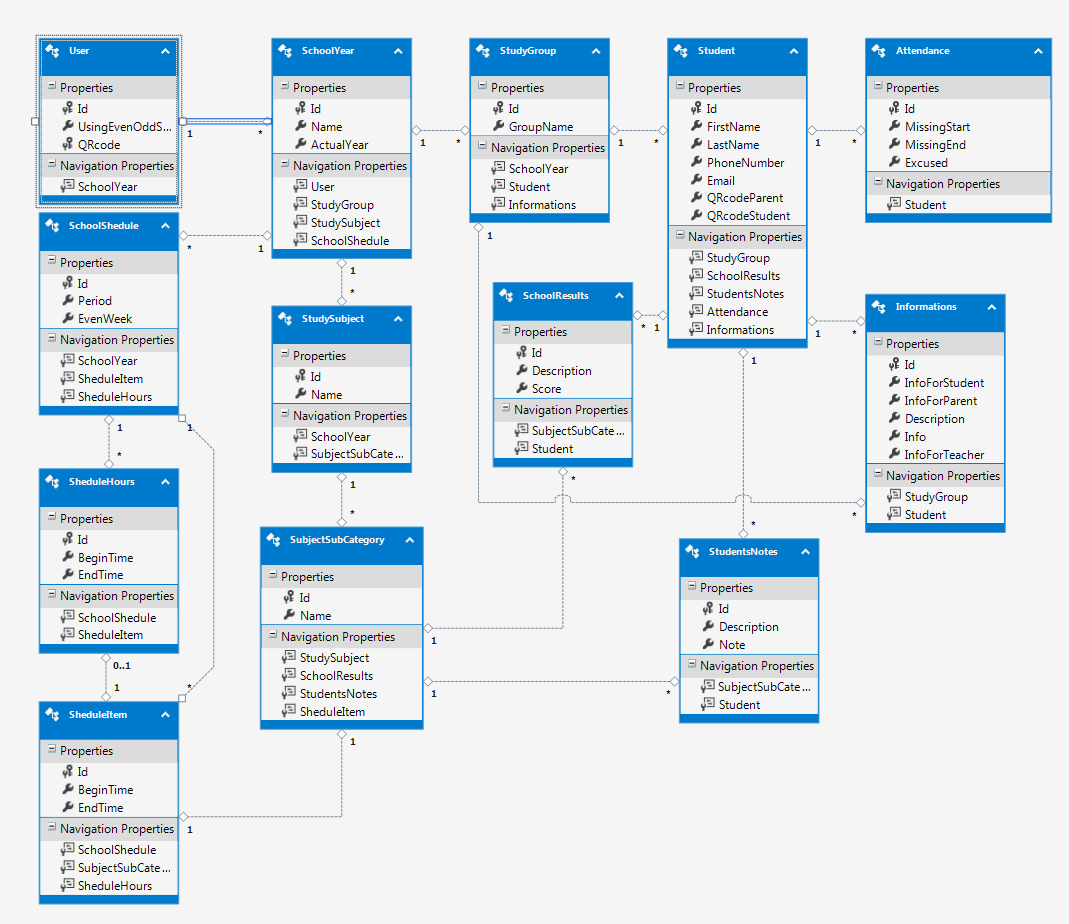 User
Properties
Id
UsingEvenOddS...
QRcode
Navigation Properties
SchoolYear
1
*
SchoolYear
Properties
Id
Name
ActualYear
Navigation Properties
User
StudyGroup
StudySubject
SchoolShedule
1
*
StudyGroup
Properties
Id
GroupName
Navigation Properties
SchoolYear
Student
Informations
1
*
Student
Properties
Id
FirstName
LastName
PhoneNumber
Email
QRcodeParent
QRcodeStudent
Navigation Properties
StudyGroup
SchoolResults
StudentsNotes
Attendance
Informations
1
*
Attendance
Properties
Id
MissingStart
MissingEnd
Excused
Navigation Properties
Student
SchoolShedule
Properties
Id
Period
EvenWeek
Navigation Properties
SchoolYear
SheduleItem
SheduleHours
*
1
1
*
1
1
*
StudySubject
Properties
Id
Name
Navigation Properties
SchoolYear
SubjectSubCate ...
1
*
1
SchoolResults
Properties
Id
Description
Score
Navigation Properties
SubjectSubCate ...
Student
*
1
*
1
*
Informations
Properties
Id
InfoForStudent
InfoForParent
Description
Info
InfoForTeacher
Navigation Properties
StudyGroup
Student
*
1
*
SheduleHours
Properties
Id
BeginTime
EndTime
Navigation Properties
SchoolShedule
SheduleItem
0..1
1
*
SubjectSubCategory
Properties
Id
Name
Navigation Properties
StudySubject
SchoolResults
StudentsNotes
SheduleItem
1
1
*
1
StudentsNotes
Properties
Id
Description
Note
Navigation Properties
SubjectSubCate ...
Student
SheduleItem
Properties
Id
BeginTime
EndTime
Navigation Properties
SchoolShedule
SubjectSubCate ...
SheduleHours
1